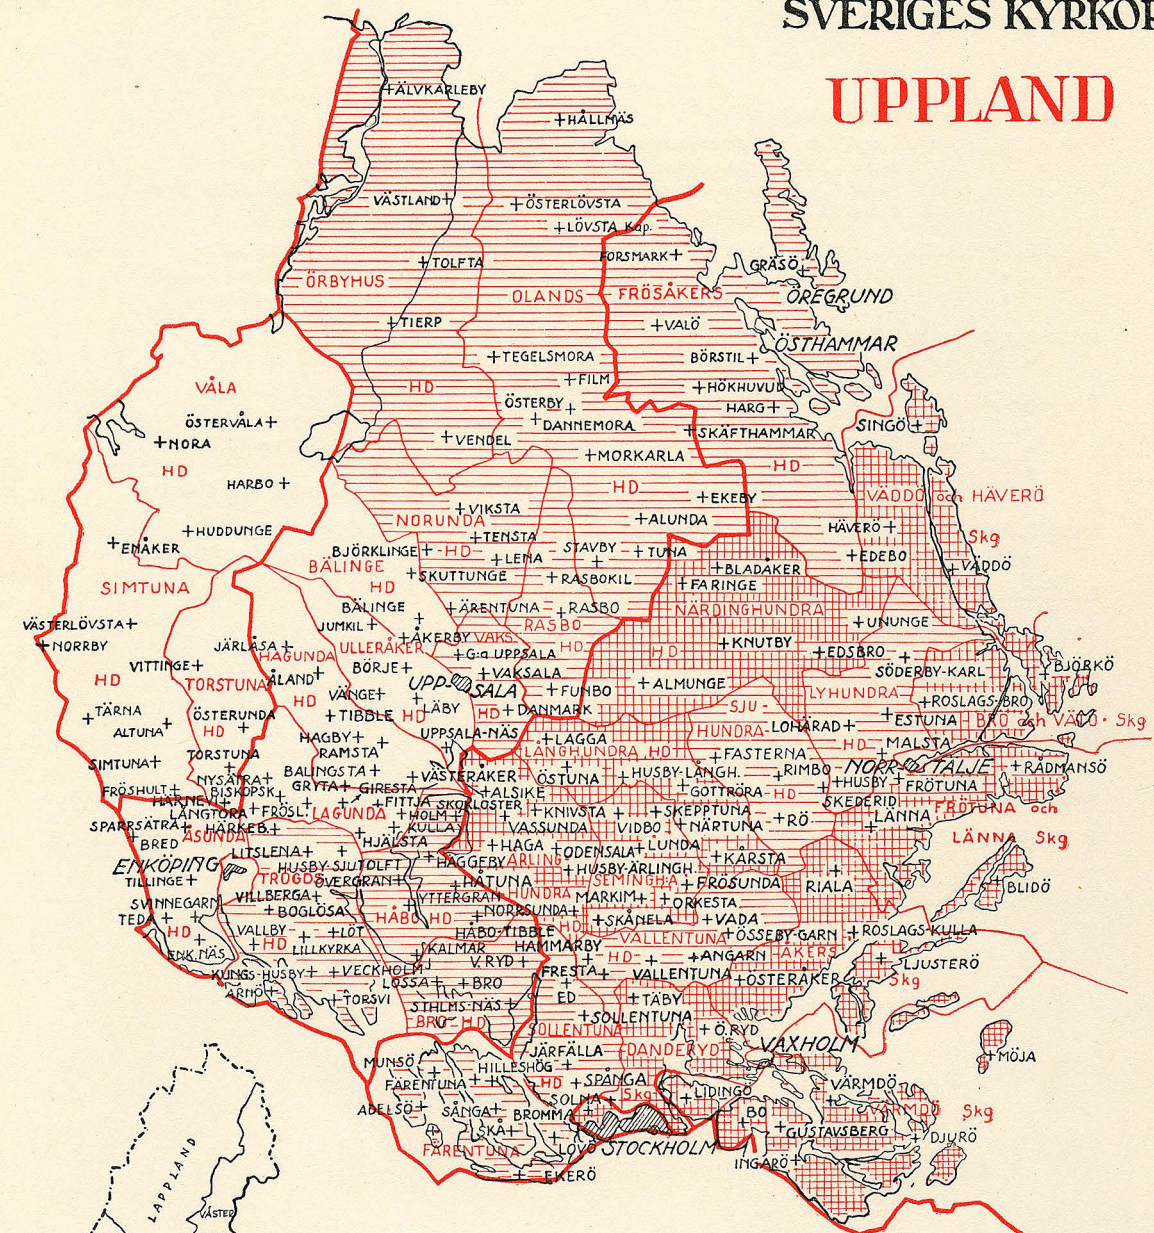 SVERIGES KYRKOR
UPPLAND
ÄLVKARLEBY
HÅLLNÄS
VÄSTLAND
ÖSTERLÖVSTA
LÖVSTA Kap.
FORSMARK
GRÄSÖ
TOLFTA
ÖRBYHUS
OLANDS
FRÖSÅKERS
ÖREGRUND
TIERP
VALÖ
ÖSTHAMMAR
TEGELSMORA
BÖRSTIL
VÅLA
HD
FILM
HÖKHUVUD
ÖSTERBY
HARG
ÖSTERVÅLA
DANNEMORA
SINGÖ
NORA
VENDEL
SKÄFTHAMMAR
HD
MORKARLA
HD
HARBO
HD
EKEBY
VÄDDÖ och HÄVERÖ
Skg
VIKSTA
NORUNDA
ALUNDA
HÄVERÖ
HUDDUNGE
TENSTA
ENÅKER
BJÖRKLINGE
HD
LENA
STAVBY
TUNA
EDEBO
VÄDDÖ
BÄLINGE
HD
SKUTTUNGE
RASBOKIL
BLADÅKER
FARINGE
SIMTUNA
BÄLINGE
ÄRENTUNA
RASBO
NÄRDINGHUNDRA
VÄSTERLÖVSTA
JUMKIL
RASBO
UNUNGE
NORRBY
JÄRLÅSA
ULLERÅKER
ÅKERBY
VAKS.
HD
HD
KNUTBY
EDSBRO
HAGUNDA
G:a UPPSALA
VITTINGE
BÖRJE
VAKSALA
SÖDERBY-KARL
BJÖRKÖ
HD
TORSTUNA
ÅLAND
UPPSALA
FUNBO
ALMUNGE
LYHUNDRA
VÄNGE
HD
LÄBY
ROSLAGS-BRO
TÄRNA
ÖSTERUNDA
TIBBLE
HD
HD
DANMARK
SJU-
HUNDRA
LOHÄRAD
ESTUNA
BRO och VÄTÖ. Skg
ALTUNA
HD
HAGBY
UPPSALA-NÄS
LAGGA
HD
MALSTA
TORSTUNA
RAMSTA
LÅNGHUNDRA HD
FASTERNA
SIMTUNA
NYSÄTRA
BALINGSTA
VÄSTERÅKER
ÖSTUNA
HUSBY-LÅNGH.
RIMBO
NORRTÄLJE
RÅDMANSÖ
FRÖSHULT
BISKOPSK.
GRYTA
GIRESTA
ALSIKE
GOTTRÖRA
HD
HUSBY
FRÖTUNA
HÄRNE
FRÖSL.
LAGUNDA
FITTJA
SKOKLOSTER
SKEDERID
FRÖTUNA och
LÄNNA Skg
LÅNGTORA
HOLM
KNIVSTA
SKEPPTUNA
RÖ
LÄNNA
SPARRSÄTRA
ÅSUNDA
HÄRKEB.
KULLA
VASSUNDA
VIDBO
NÄRTUNA
BRED
HJÄLSTA
HAGA
ODENSALA
LUNDA
LITSLENA
HÄGGEBY
ÄRLING-
KÅRSTA
ENKÖPING
HUSBY-SJUTOLFT
HUSBY-ÄRLINGH.
TILLINGE
TRÖGDS
ÖVERGRAN
HÅTUNA
SEMINGH:A
FRÖSUNDA
RIALA
BLIDÖ
SVINNEGARN
VILLBERGA
YTTERGRAN
HUNDRA
MARKIM
ORKESTA
TEDA
BOGLÖSA
HÅBO HD
NORRSUNDA
SKÅNELA
VADA
HD
VALLBY
LÖT
HÅBO-TIBBLE
HD
VALLENTUNA
ÖSSEBY-GARN
ROSLAGS-KULLA
ENK.NÄS
HD
LILLKYRKA
KALMAR
HAMMARBY
HD
ANGARN
ÅKERS
KUNGS-HUSBY
VECKHOLM
V.RYD
FRESTA
VALLENTUNA
LJUSTERÖ
ARNÖ
TORSVI
LOSSA
BRO
ED
ÖSTERÅKER
Skg
STHLMS-NÄS
TÄBY
BRO HD
SOLLENTUNA
SOLLENTUNA
Ö.RYD
MUNSÖ
JÄRFÄLLA
DANDERYD
VAXHOLM
MÖJA
HILLESHÖG
FÄRENTUNA
HD
SPÅNGA
VÄRMDÖ
SOLNA
Skg
LIDINGÖ
ADELSÖ
SÅNGA
BROMMA
BO
VÄRMDÖ Skg
SKÅ
GUSTAVSBERG
DJURÖ
FÄRENTUNA
LOVÖ
STOCKHOLM
INGARÖ
EKERÖ
LAPPLAND
VÄSTER